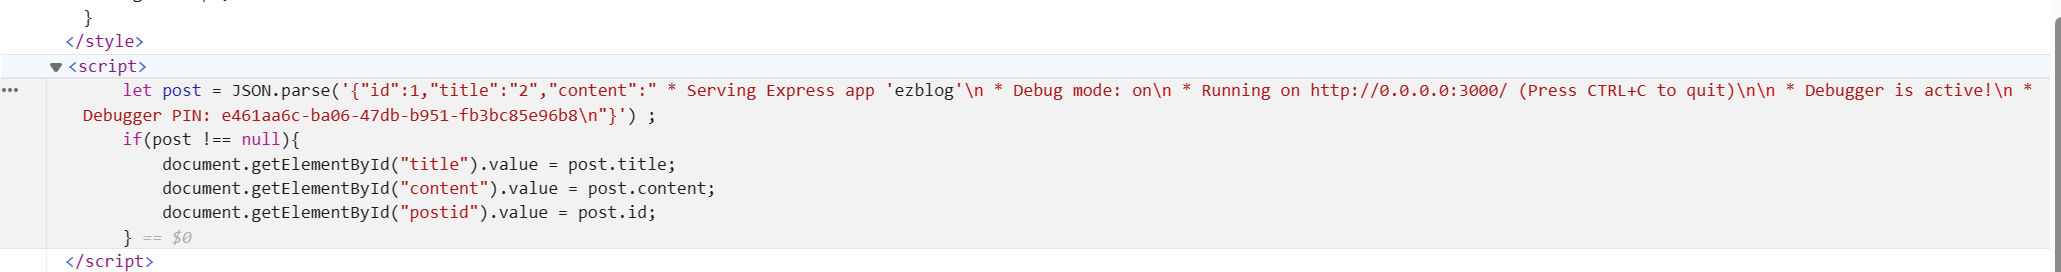 }
</style>
<script>
let post = JSON.parse('{"id":1,"title":"2","content":" * Serving Express app 'ezblog'\n * Debug mode: on\n * Running on http://0.0.0.0:3000/ (Press CTRL+C to quit)\n\n * Debugger is active!\n *
Debugger PIN: e461aa6c-ba06-47db-b951-fb3bc85e96b8\n"}') ;
if(post !== null){
document.getElementById("title").value = post.title;
document.getElementById("content").value = post.content;
document.getElementById("postid").value = post.id;
} == $0
</script>